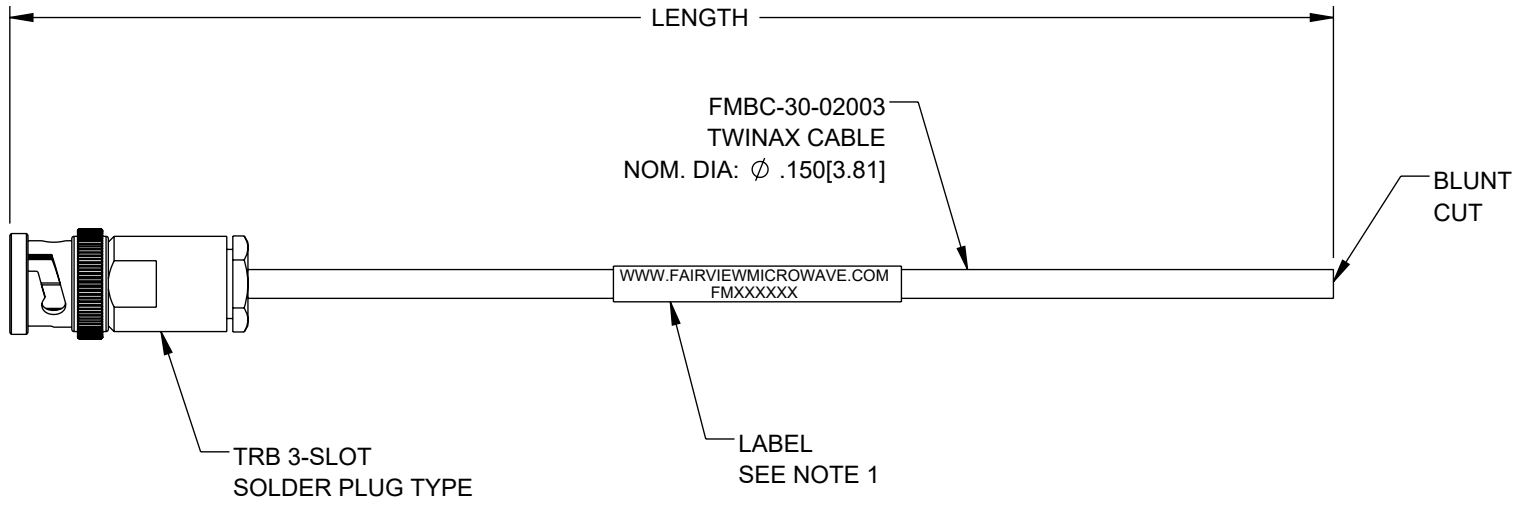 LENGTH
FMBC-30-02003
TWINAX CABLE
NOM. DIA: ∅ .150[3.81]
BLUNT
CUT
WWW.FAIRVIEWMICROWAVE.COM
FMXXXXXX
TRB 3-SLOT
SOLDER PLUG TYPE
LABEL
SEE NOTE 1